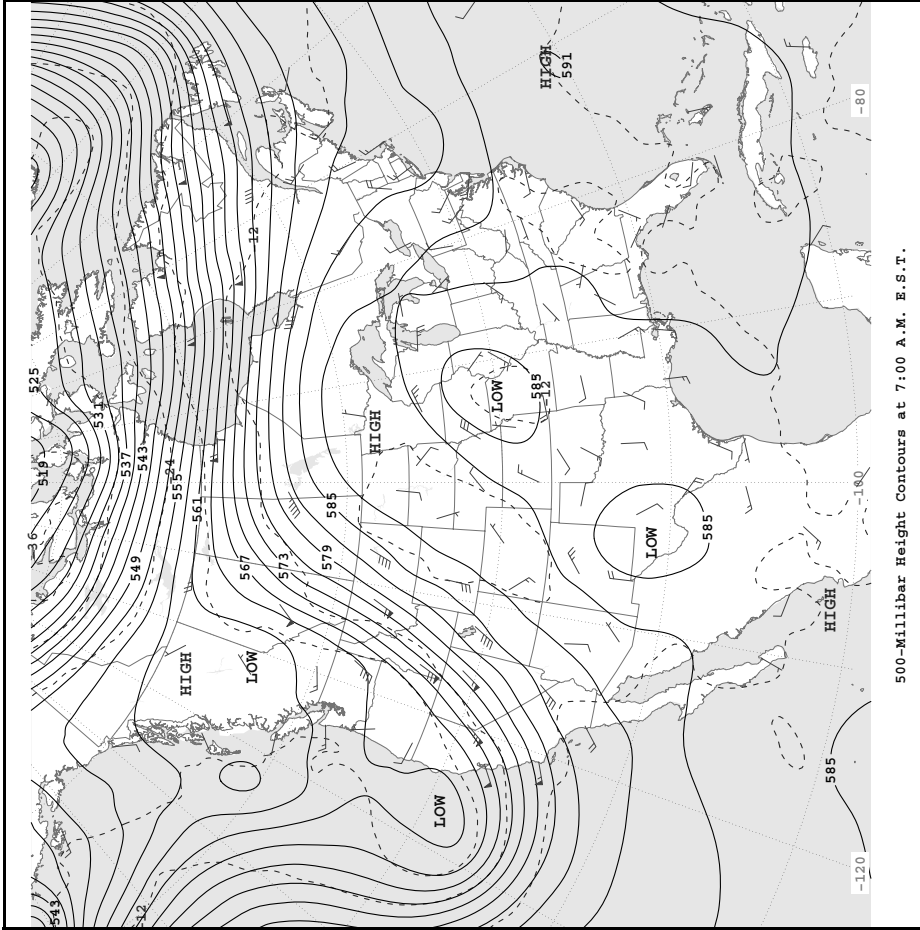 HIGH
591
-80
-12
525
531
519
537
543
-24
555
561
HIGH
LOW
585
-12
585
-36
549
567
573
579
LOW
585
-100
HIGH
LOW
HIGH
LOW
585
543
-12
-120
500-Millibar Height Contours at 7:00 A.M. E.S.T.